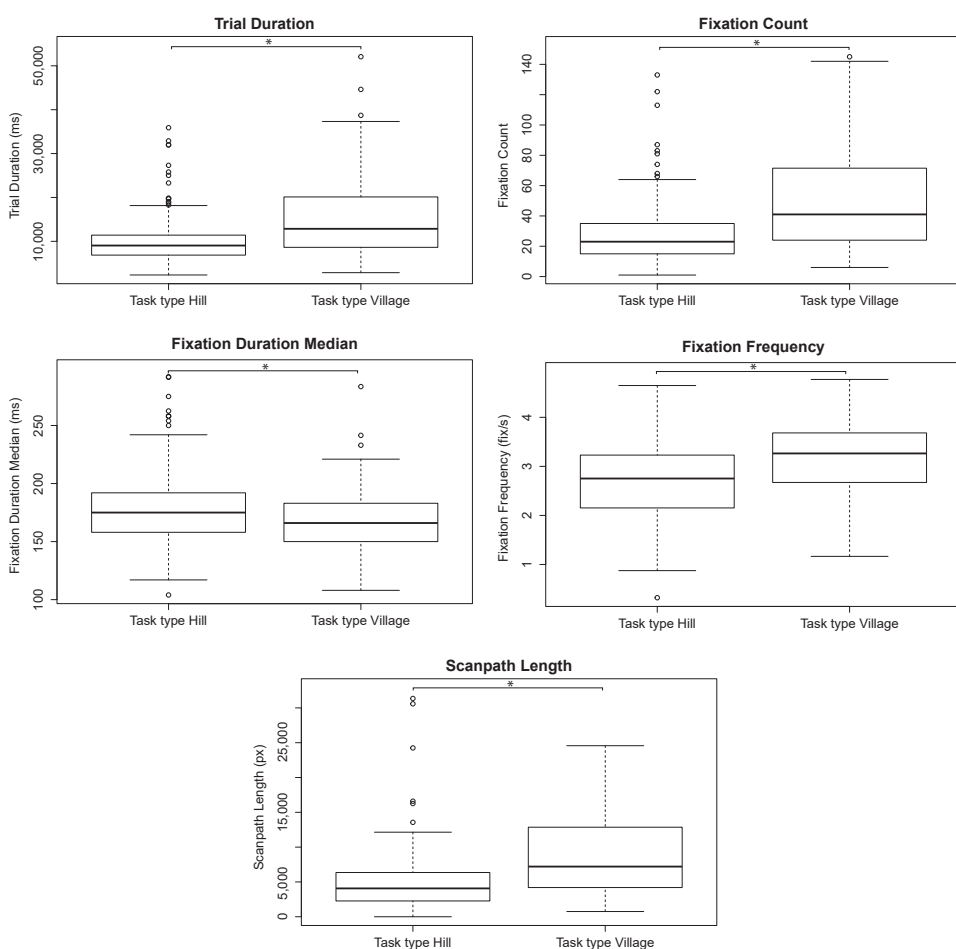 Trial Duration
*
Trial Duration (ms)
50,000
30,000
10,000
Task type Hill
Task type Village
Fixation Count
*
Fixation Count
140
100
80
60
40
20
0
Task type Hill
Task type Village
Fixation Duration Median
*
Fixation Duration Median (ms)
250
200
150
100
Task type Hill
Task type Village
Fixation Frequency
*
Fixation Frequency (fix/s)
4
3
2
1
Task type Hill
Task type Village
Scanpath Length
*
Scanpath Length (px)
25,000
15,000
5,000
0
Task type Hill
Task type Village